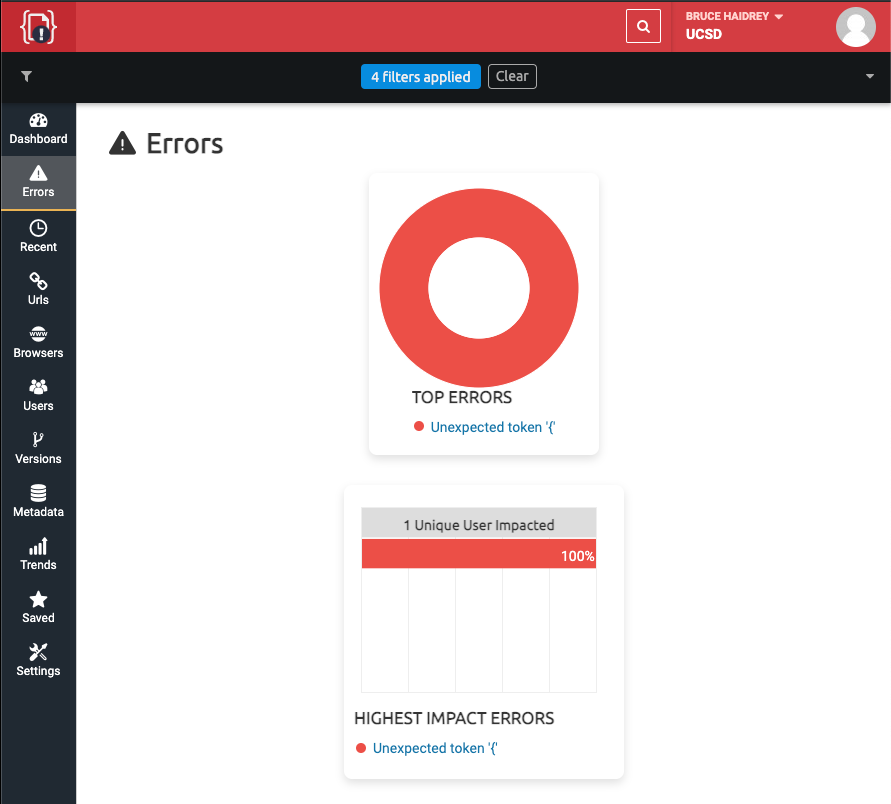 BRUCE HAIDREY
UCSD
4 filters applied
Clear
Dashboard
Errors
Recent
Urls
www
Browsers
Users
Versions
Metadata
Trends
Saved
Settings
Errors
TOP ERRORS
Unexpected token '{'
1 Unique User Impacted
100%
HIGHEST IMPACT ERRORS
Unexpected token '{'